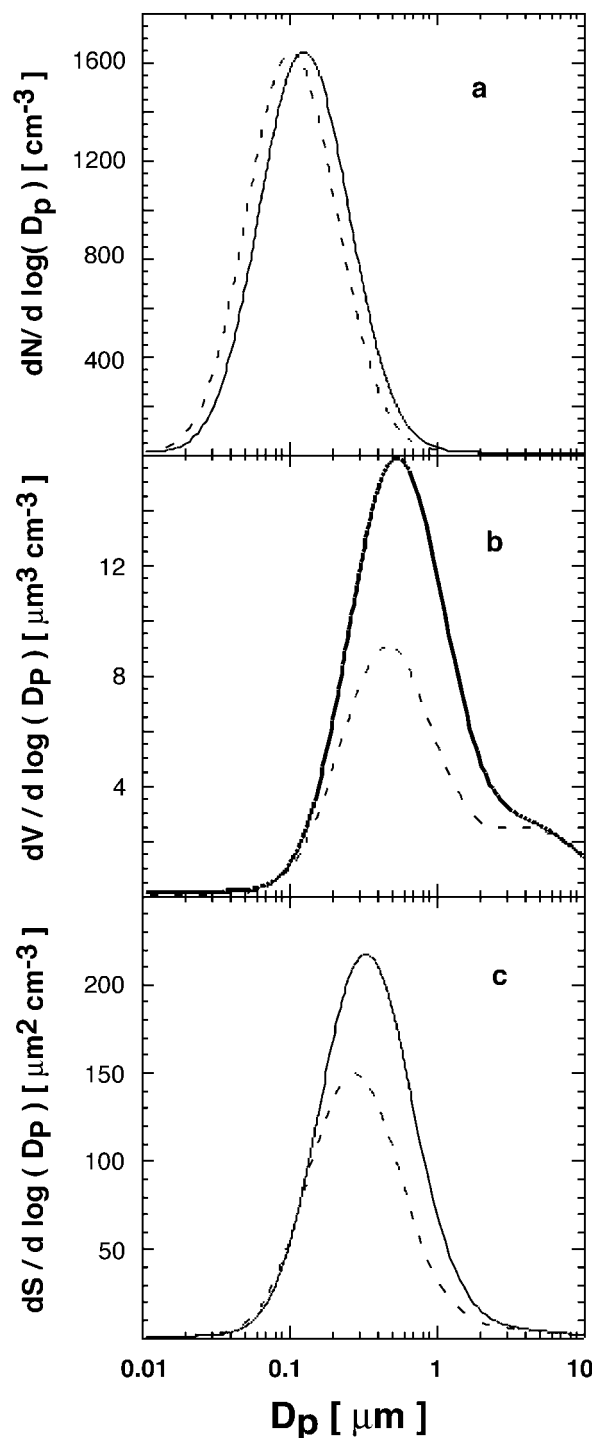 dN/ d log( Dp ) [ cm-3 ]
1600
1200
800
400
a
dV / d log ( Dp ) [ μm3 cm-3 ]
12
8
4
b
dS / d log ( Dp ) [ μm2 cm-3 ]
200
150
100
50
c
0.01 0.1 1 10
Dp [ μm ]